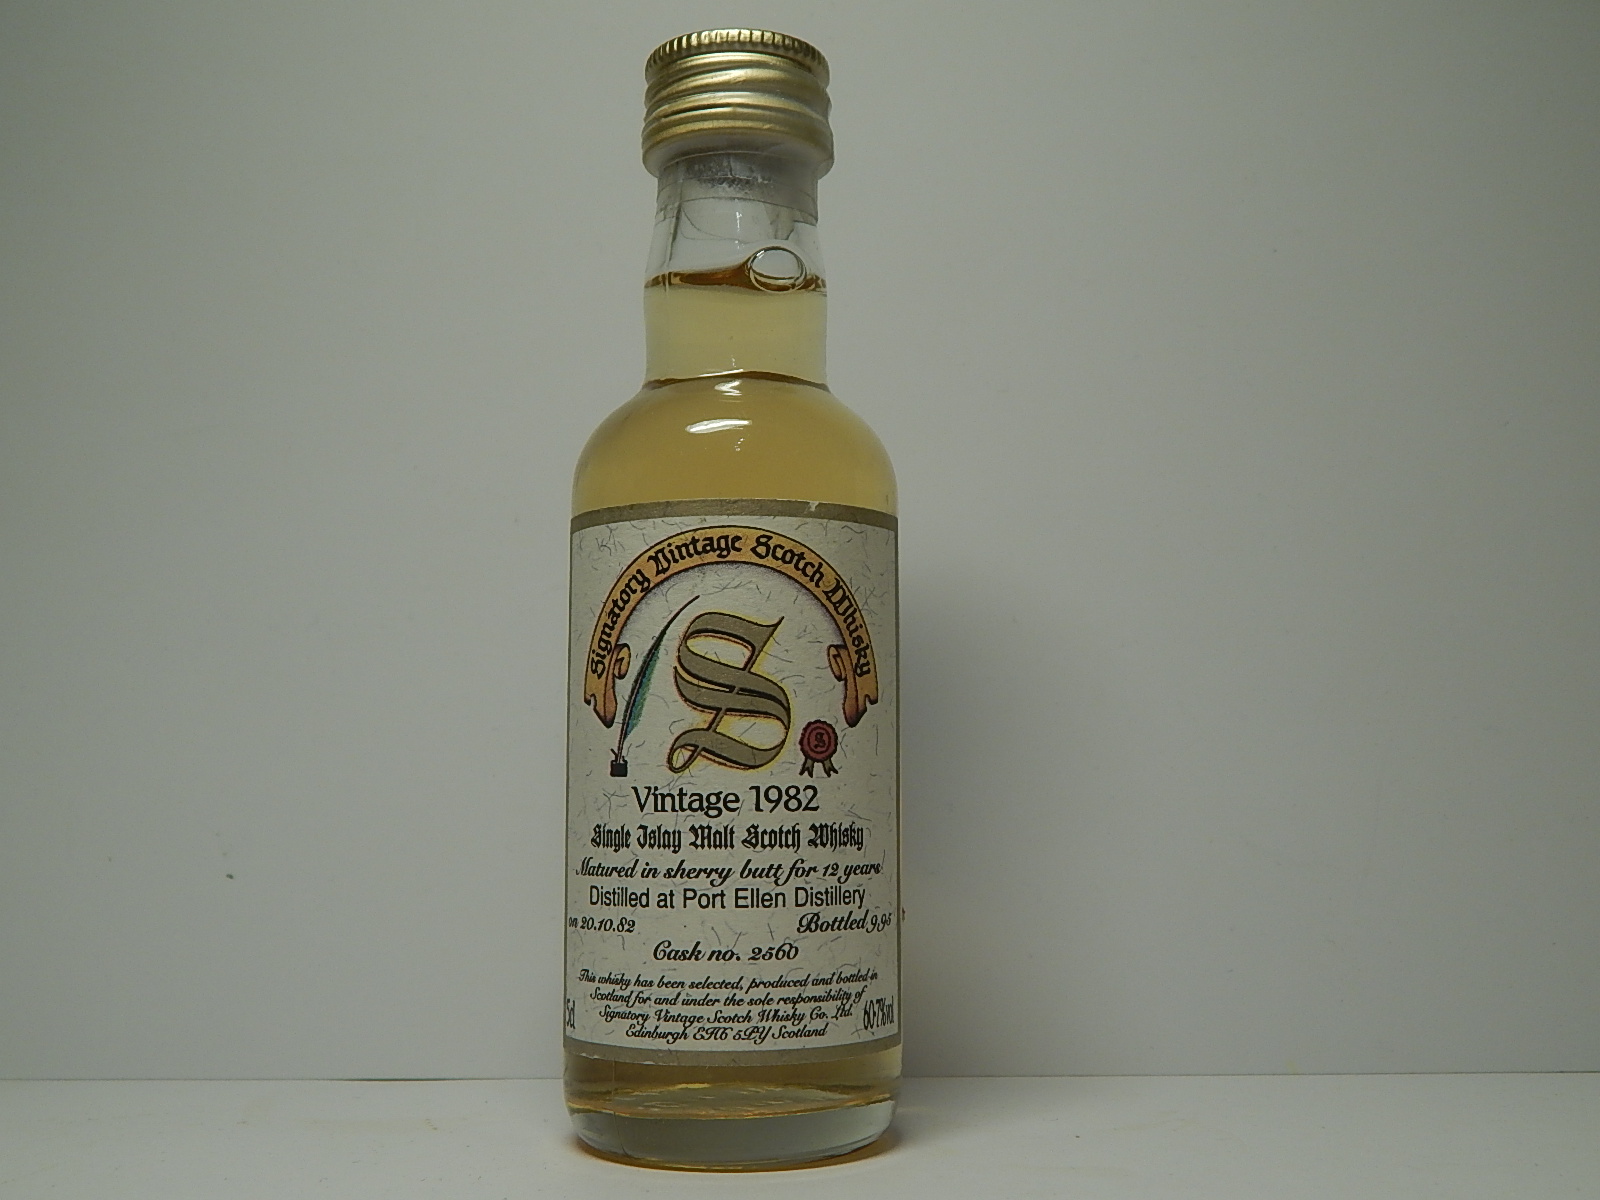 Signatory Vintage Scotch Whisky
S
S
Vintage 1982
Single Islay Malt Scotch Whisky
Matured in sherry butt for 12 years
Distilled at Port Ellen Distillery
on 20.10.82 Bottled 9.95
Cask no. 2560
This whisky has been selected, produced and bottled in
Scotland for and under the sole responsibility of
Signatory Vintage Scotch Whisky Co. Ltd.
Edinburgh EH6 5PY Scotland
5cl 60·7%vol